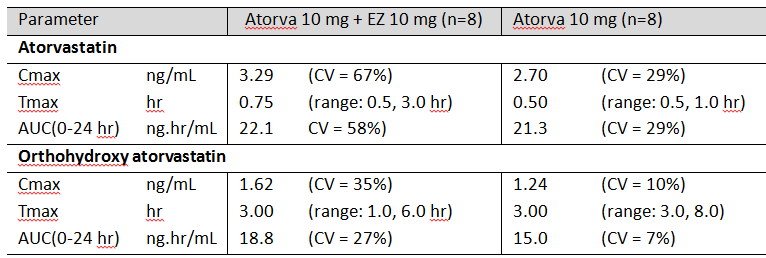 Parameter Atorva 10 mg + EZ 10 mg (n=8) Atorva 10 mg (n=8)
Atorvastatin
Cmax ng/mL 3.29 (CV = 67%) 2.70 (CV = 29%)
Tmax hr 0.75 (range: 0.5, 3.0 hr) 0.50 (range: 0.5, 1.0 hr)
AUC(0-24 hr) ng.hr/mL 22.1 CV = 58%) 21.3 (CV = 29%)
Orthohydroxy atorvastatin
Cmax ng/mL 1.62 (CV = 35%) 1.24 (CV = 10%)
Tmax hr 3.00 (range: 1.0, 6.0 hr) 3.00 (range: 3.0, 8.0)
AUC(0-24 hr) ng.hr/mL 18.8 (CV = 27%) 15.0 (CV = 7%)